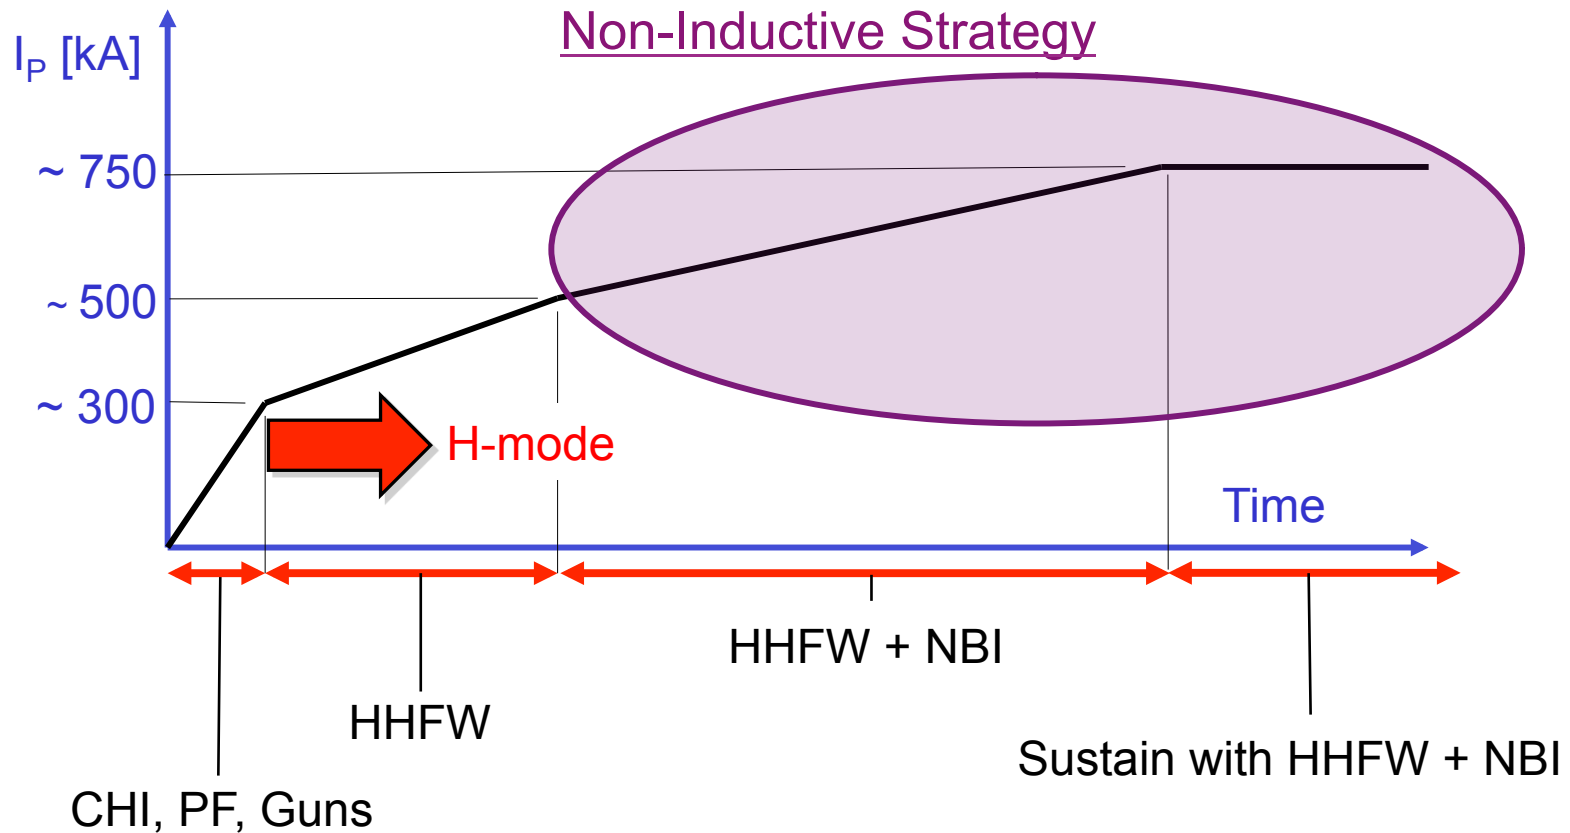 Non-Inductive Strategy
I_P [kA]
~ 750
~ 500
~ 300
H-mode
Time
HHFW + NBI
HHFW
Sustain with HHFW + NBI
CHI, PF, Guns